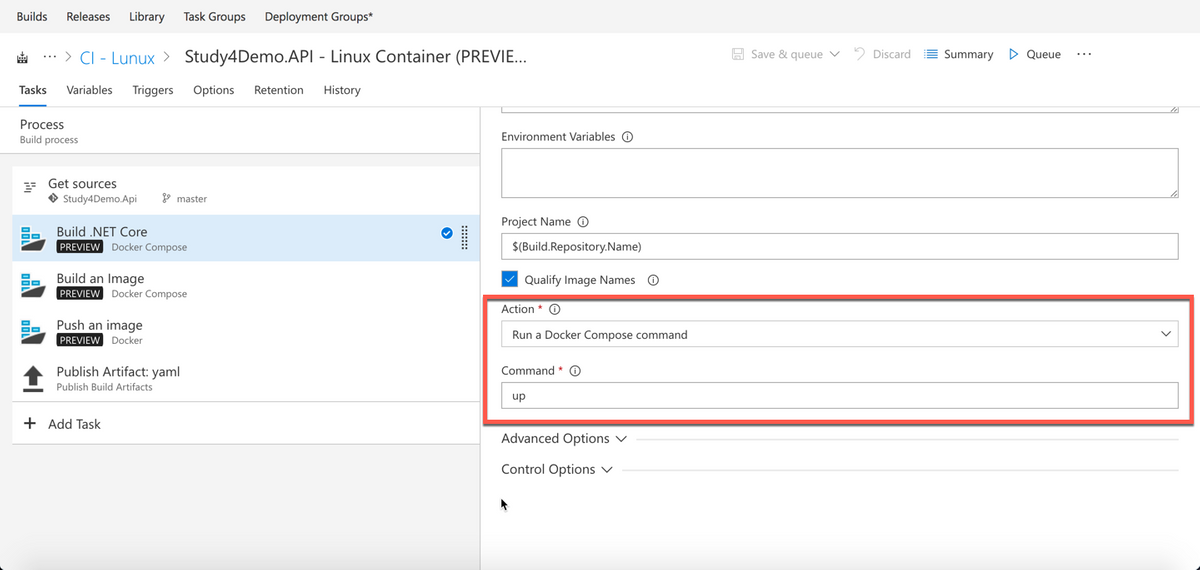 Builds Releases Library Task Groups Deployment Groups*
... > CI - Lunux > Study4Demo.API - Linux Container (PREVIE... Save & queue Discard Summary Queue ...
Tasks Variables Triggers Options Retention History
Process
Build process
Get sources
Study4Demo.Api master
Build .NET Core
PREVIEW Docker Compose
Build an Image
PREVIEW Docker Compose
Push an image
PREVIEW Docker
Publish Artifact: yaml
Publish Build Artifacts
+ Add Task
Environment Variables
Project Name
$(Build.Repository.Name)
Qualify Image Names
Action *
Run a Docker Compose command
Command *
up
Advanced Options
Control Options